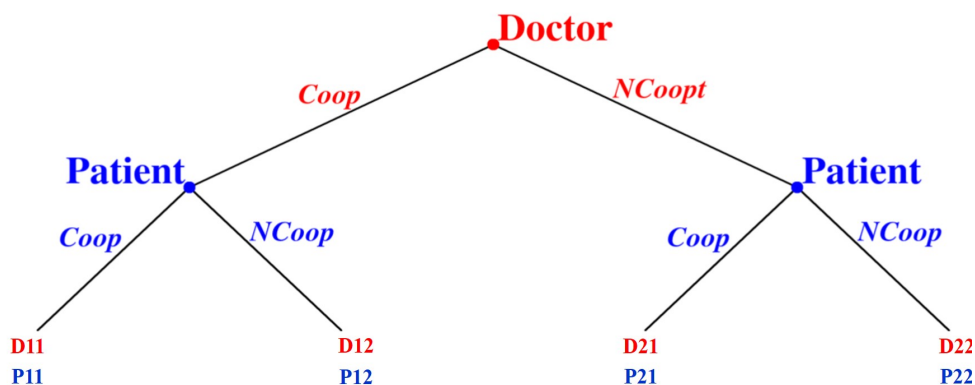 Doctor
Coop
NCoopt
Patient
Patient
Coop
NCoop
Coop
NCoop
D11
D12
D21
D22
P11
P12
P21
P22